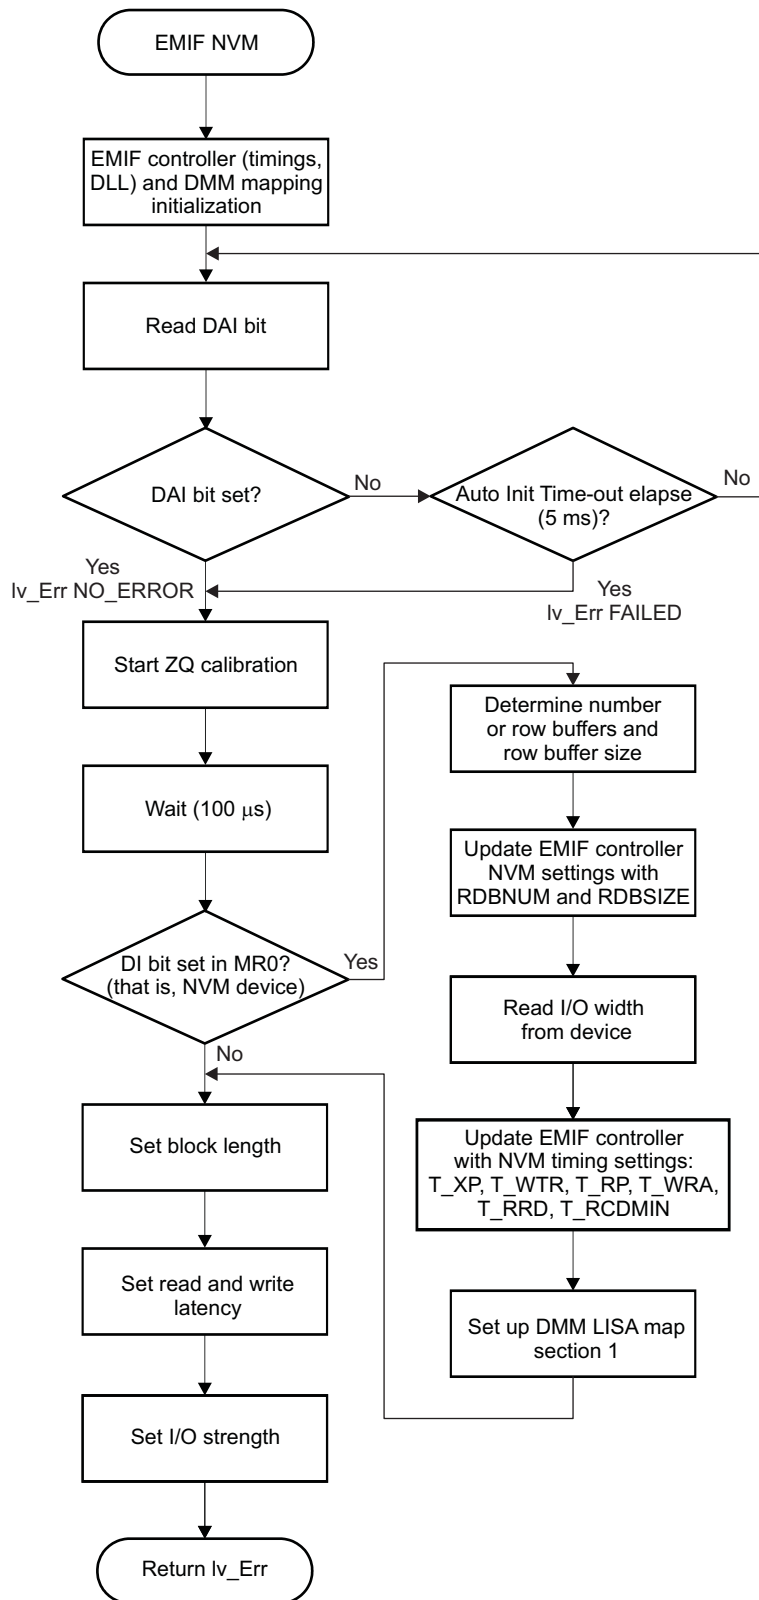 EMIF NVM
EMIF controller (timings,
DLL) and DMM mapping
initialization
Read DAI bit
DAI bit set?
No
Auto Init Time-out elapse
(5 ms)?
No
Yes
lv_Err NO_ERROR
Yes
lv_Err FAILED
Start ZQ calibration
Wait (100 μs)
DI bit set in MR0?
(that is, NVM device)
Yes
No
Determine number
or row buffers and
row buffer size
Update EMIF controller
NVM settings with
RDBNUM and RDBSIZE
Read I/O width
from device
Update EMIF controller
with NVM timing settings:
T_XP, T_WTR, T_RP, T_WRA,
T_RRD, T_RCDMIN
Set up DMM LISA map
section 1
Set block length
Set read and write
latency
Set I/O strength
Return lv_Err